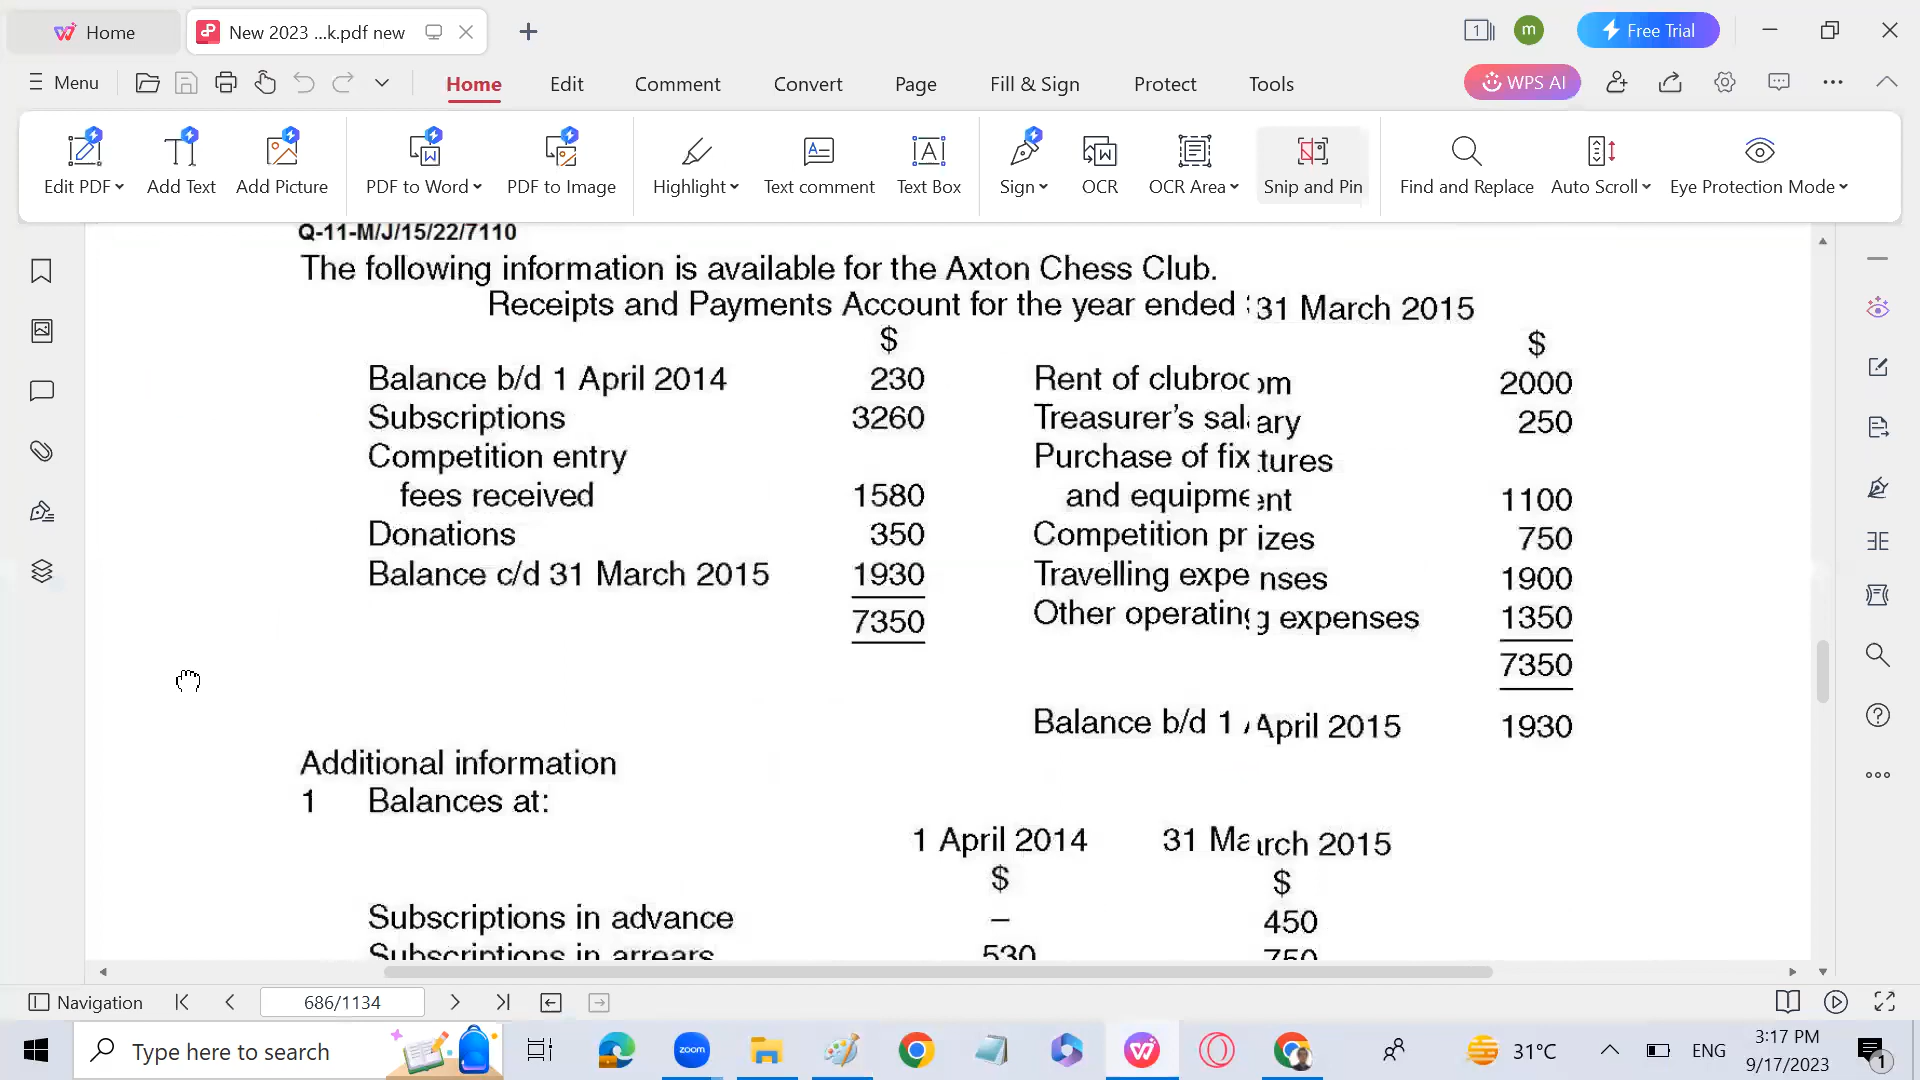 Home
New 2023 ...k.pdf new
1
m
Free Trial
Menu
Home Edit Comment Convert Page Fill & Sign Protect Tools
WPS AI
Edit PDF Add Text Add Picture PDF to Word PDF to Image Highlight Text comment Text Box Sign OCR OCR Area Snip and Pin Find and Replace Auto Scroll Eye Protection Mode
Q-11-M/J/15/22/7110
The following information is available for the Axton Chess Club.
Receipts and Payments Account for the year ended 31 March 2015
$ $
Balance b/d 1 April 2014 230 Rent of clubroom 2000
Subscriptions 3260 Treasurer's salary 250
Competition entry Purchase of fixtures
fees received 1580 and equipment 1100
Donations 350 Competition prizes 750
Balance c/d 31 March 2015 1930 Travelling expenses 1900
7350 Other operating expenses 1350
7350
Balance b/d 1 April 2015 1930
Additional information
1 Balances at:
1 April 2014 31 March 2015
$ $
Subscriptions in advance – 450
Subscriptions in arrears 530 750
Navigation
686/1134
Type here to search
zoom
31°C
ENG
3:17 PM
9/17/2023
1